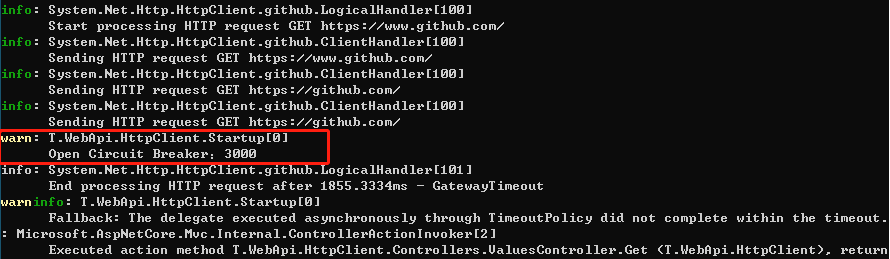 info: System.Net.Http.HttpClient.github.LogicalHandler[100]
Start processing HTTP request GET https://www.github.com/
info: System.Net.Http.HttpClient.github.ClientHandler[100]
Sending HTTP request GET https://www.github.com/
info: System.Net.Http.HttpClient.github.ClientHandler[100]
Sending HTTP request GET https://github.com/
info: System.Net.Http.HttpClient.github.ClientHandler[100]
Sending HTTP request GET https://github.com/
warn: T.WebApi.HttpClient.Startup[0]
Open Circuit Breaker：3000
info: System.Net.Http.HttpClient.github.LogicalHandler[101]
End processing HTTP request after 1855.3334ms - GatewayTimeout
warninfo: T.WebApi.HttpClient.Startup[0]
Fallback: The delegate executed asynchronously through TimeoutPolicy did not complete within the timeout.
: Microsoft.AspNetCore.Mvc.Internal.ControllerActionInvoker[2]
Executed action method T.WebApi.HttpClient.Controllers.ValuesController.Get (T.WebApi.HttpClient), return